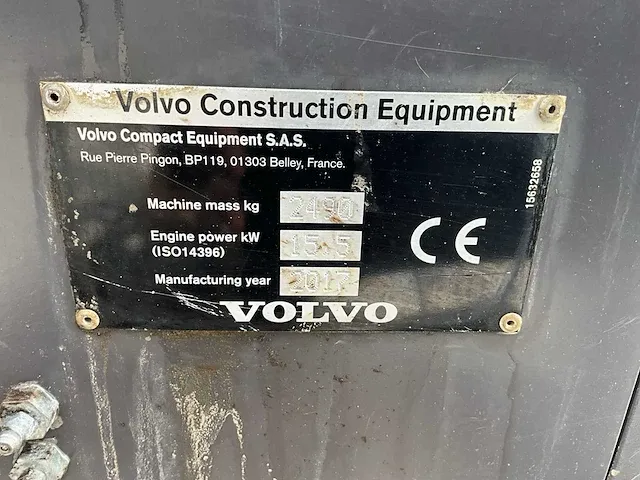 Volvo Construction Equipment
Volvo Compact Equipment S.A.S.
Rue Pierre Pingon, BP119, 01303 Belley, France.
Machine mass kg 2490
Engine power kW 15.5
(ISO14396)
Manufacturing year 2017
VOLVO
CE
15632658